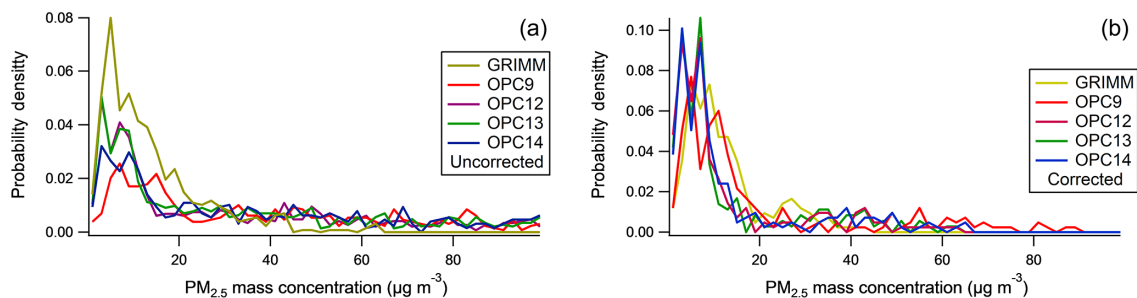 (a)
0.08
0.06
0.04
0.02
0.00
Probability densitty
GRIMM
OPC9
OPC12
OPC13
OPC14
Uncorrected
20
40
60
80
PM2.5 mass concentration (µg m-3)
(b)
0.10
0.08
0.06
0.04
0.02
0.00
Probability density
GRIMM
OPC9
OPC12
OPC13
OPC14
Corrected
20
40
60
80
PM2.5 mass concentration (µg m-3)